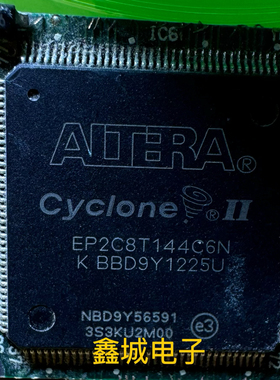 IC6
ALTERA®
Cyclone® II
EP2C8T144C6N
K BBD9Y1225U
NBD9Y56591
3S3KU2M00 e3
鑫城电子